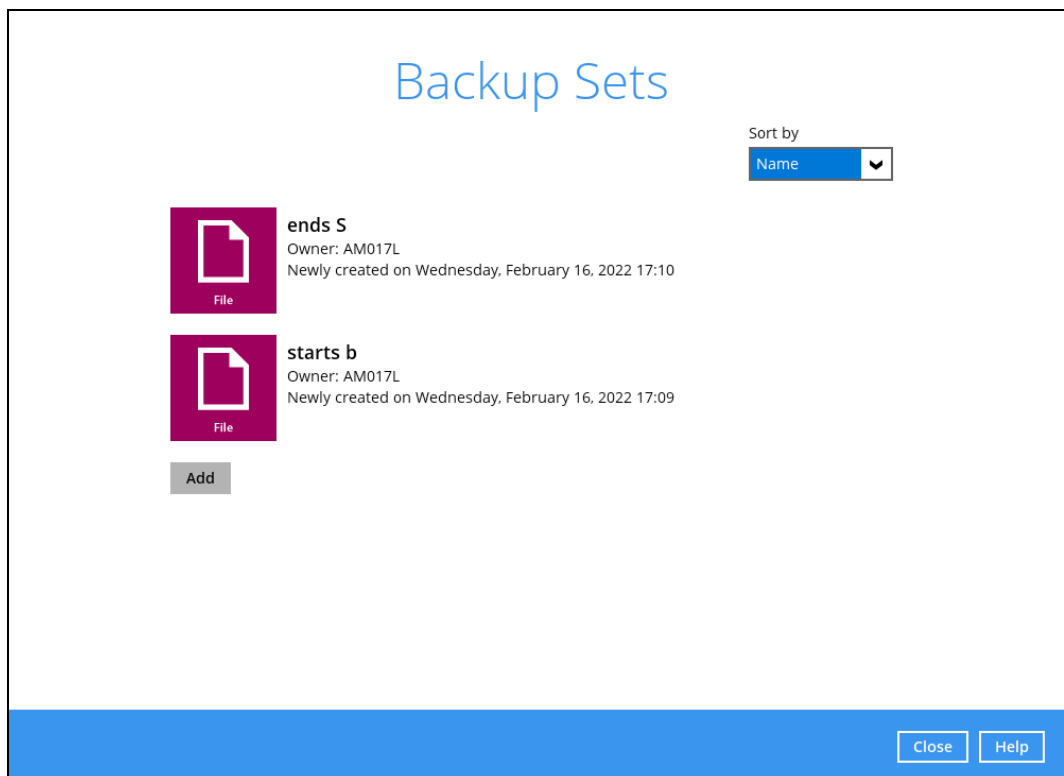 Backup Sets
Sort by
Name
ends S
Owner: AM017L
Newly created on Wednesday, February 16, 2022 17:10
File
starts b
Owner: AM017L
Newly created on Wednesday, February 16, 2022 17:09
File
Add
Close Help